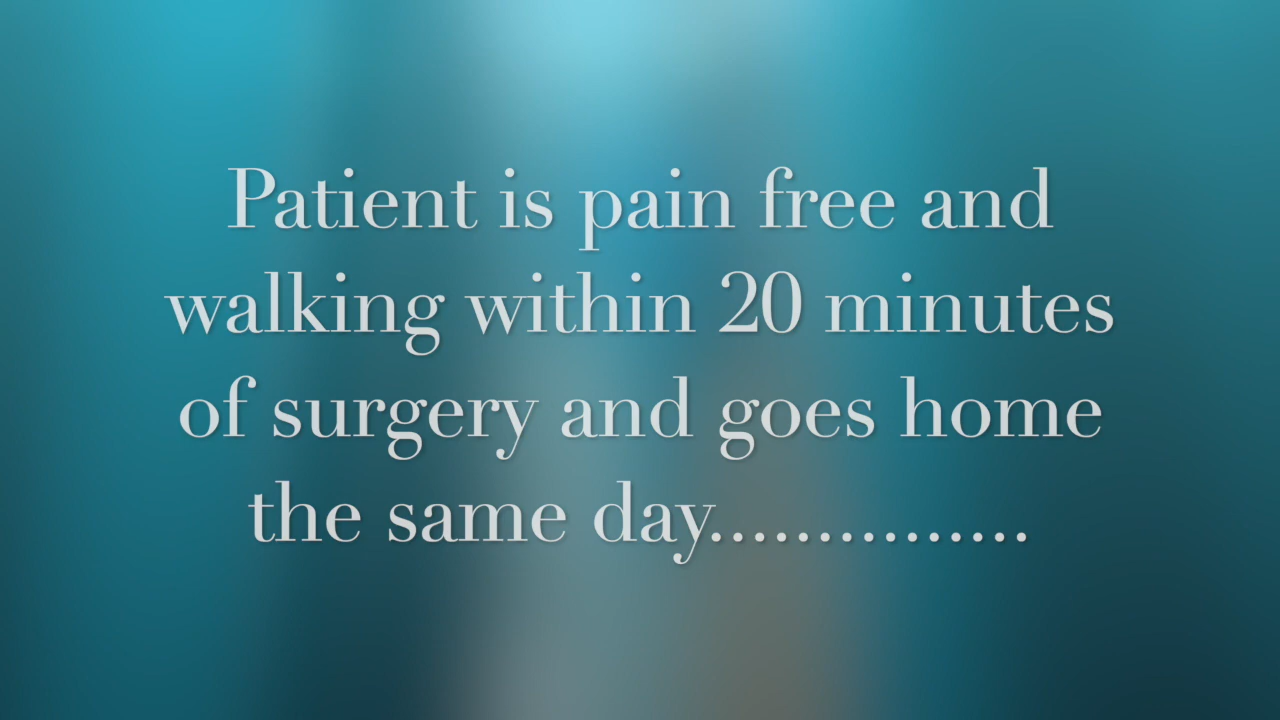 Patient is pain free and
walking within 20 minutes
of surgery and goes home
the same day...............